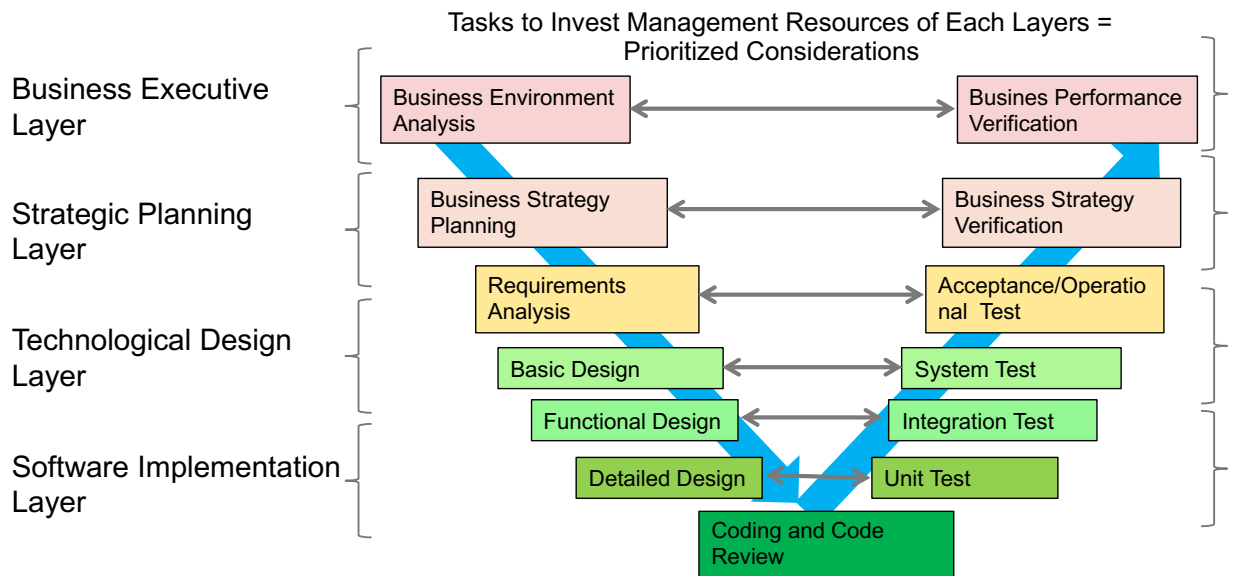 Tasks to Invest Management Resources of Each Layers =
Prioritized Considerations
Business Executive
Layer
Business Environment
Analysis
Busines Performance
Verification
Strategic Planning
Layer
Business Strategy
Planning
Business Strategy
Verification
Requirements
Analysis
Acceptance/Operatio
nal Test
Technological Design
Layer
Basic Design
System Test
Functional Design
Integration Test
Software Implementation
Layer
Detailed Design
Unit Test
Coding and Code
Review